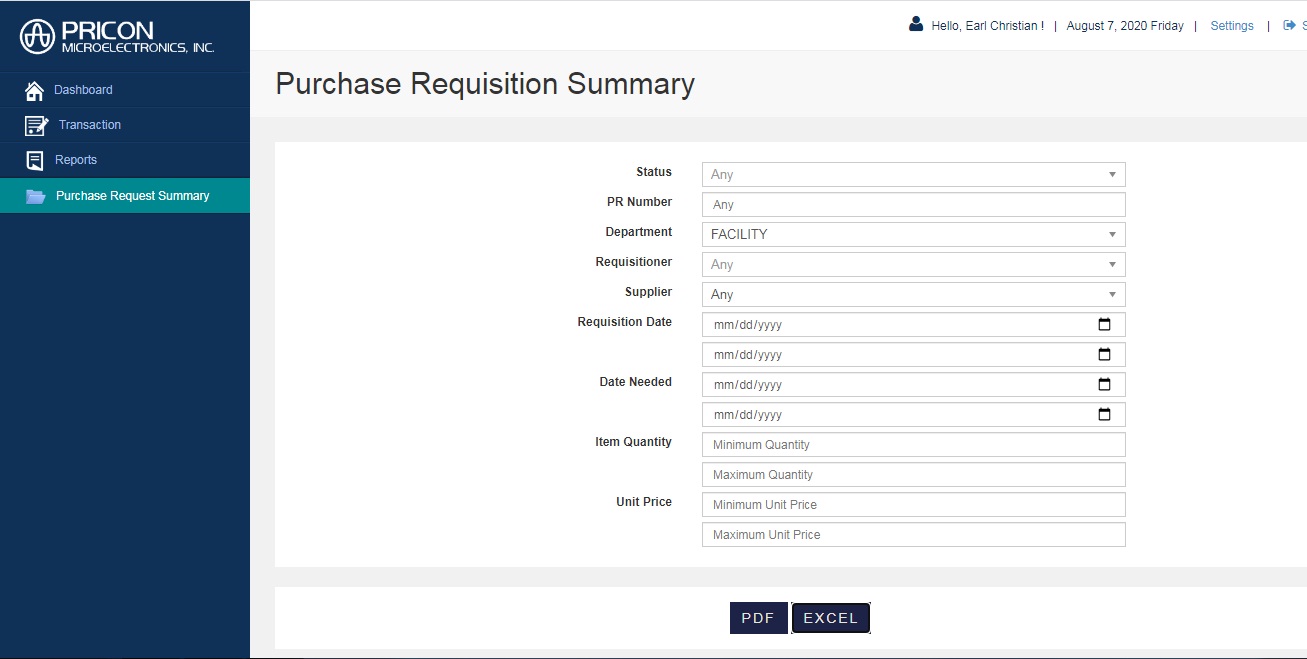 PRICON
MICROELECTRONICS, INC.
Hello, Earl Christian ! | August 7, 2020 Friday | Settings | S
Dashboard
Transaction
Reports
Purchase Request Summary
Purchase Requisition Summary
Status Any
PR Number Any
Department FACILITY
Requisitioner Any
Supplier Any
Requisition Date mm/dd/yyyy
mm/dd/yyyy
Date Needed mm/dd/yyyy
mm/dd/yyyy
Item Quantity Minimum Quantity
Maximum Quantity
Unit Price Minimum Unit Price
Maximum Unit Price
PDF EXCEL